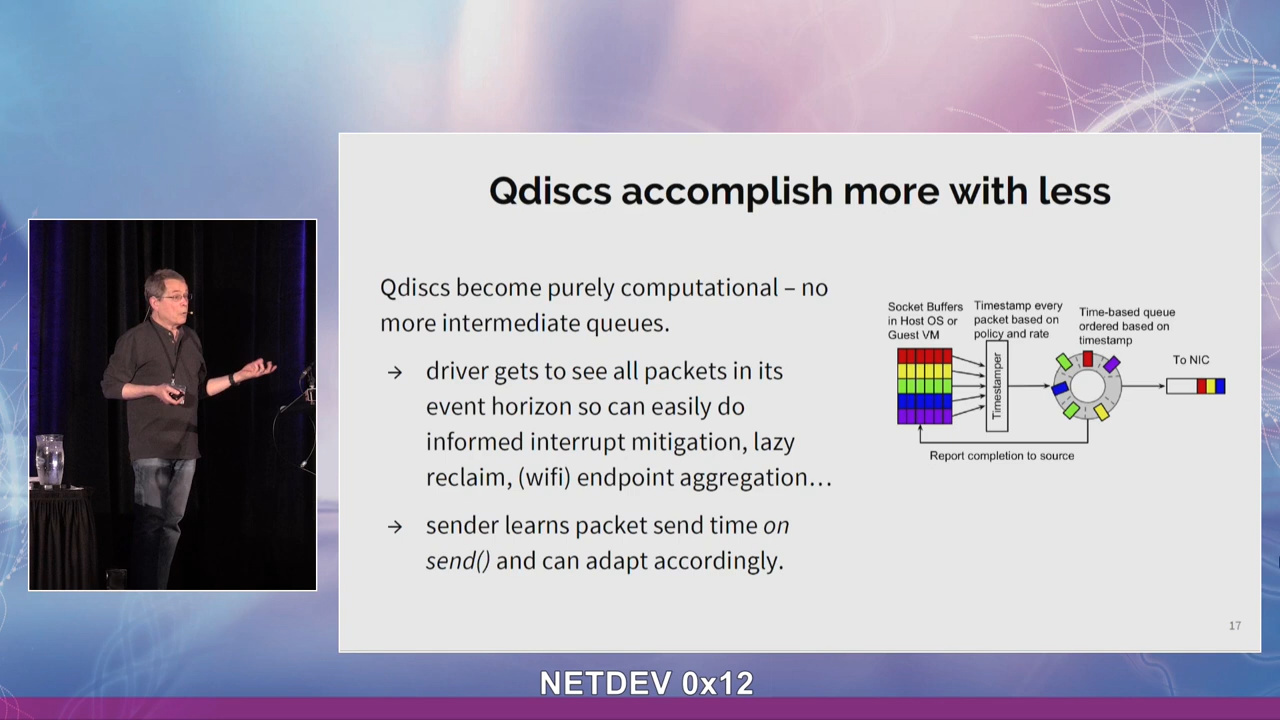 Qdiscs accomplish more with less
Qdiscs become purely computational – no
more intermediate queues.
→ driver gets to see all packets in its
event horizon so can easily do
informed interrupt mitigation, lazy
reclaim, (wifi) endpoint aggregation…
→ sender learns packet send time on
send() and can adapt accordingly.
Socket Buffers
in Host OS or
Guest VM
Timestamp every
packet based on
policy and rate
Time-based queue
ordered based on
timestamp
To NIC
Timestamper
Report completion to source
17
NETDEV 0x12